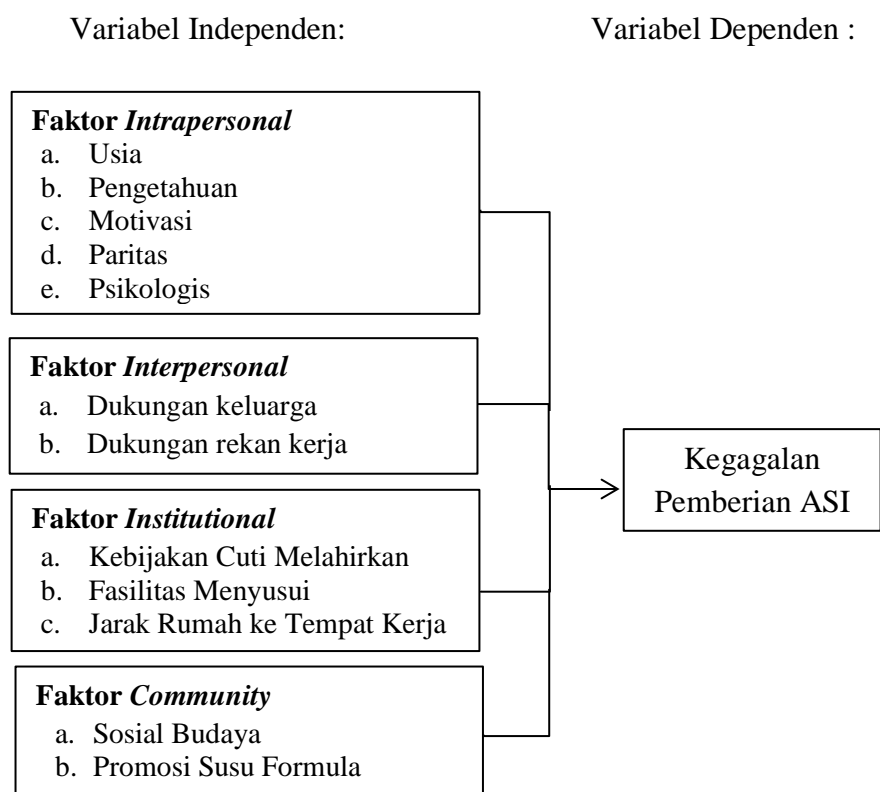 Variabel Independen:
Variabel Dependen :
Faktor Intrapersonal
a. Usia
b. Pengetahuan
c. Motivasi
d. Paritas
e. Psikologis
Faktor Interpersonal
a. Dukungan keluarga
b. Dukungan rekan kerja
Faktor Institutional
a. Kebijakan Cuti Melahirkan
b. Fasilitas Menyusui
c. Jarak Rumah ke Tempat Kerja
Faktor Community
a. Sosial Budaya
b. Promosi Susu Formula
Kegagalan
Pemberian ASI